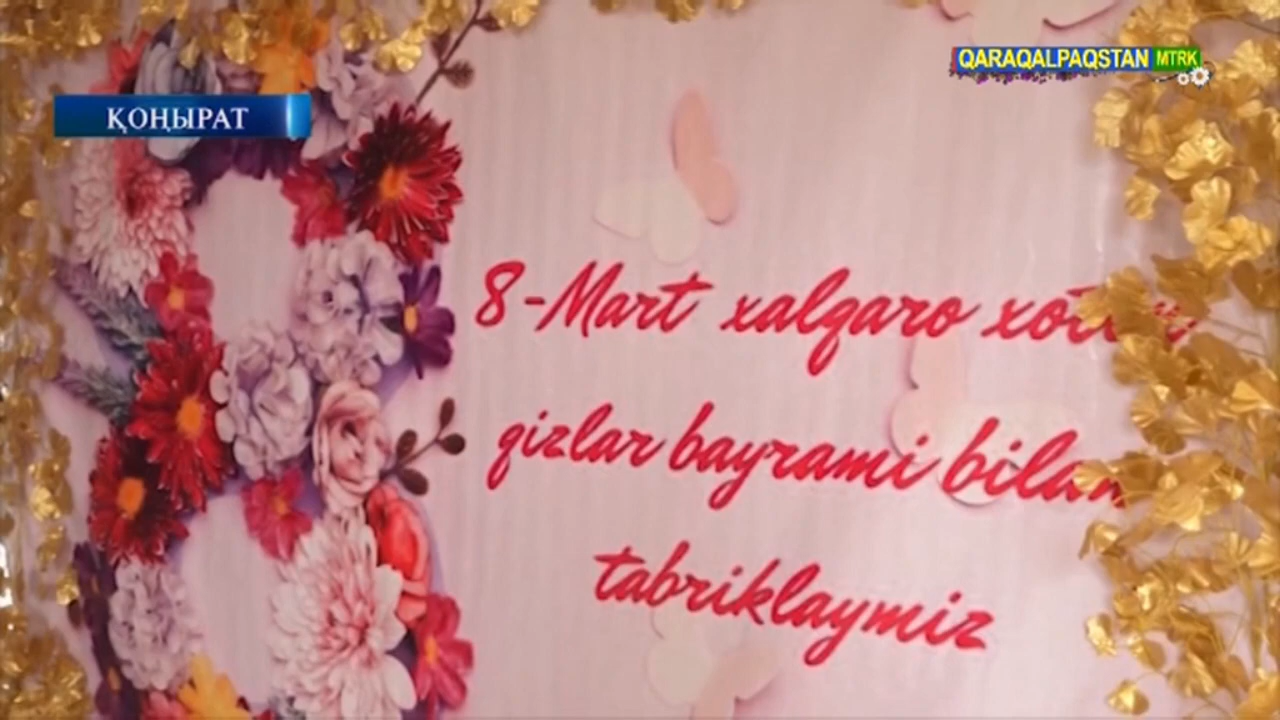 QARAQALPAQSTAN MTRK
ҚОҢЫРАТ
8-Mart xalqaro
qizlar bayrami bilan
tabriklaymiz